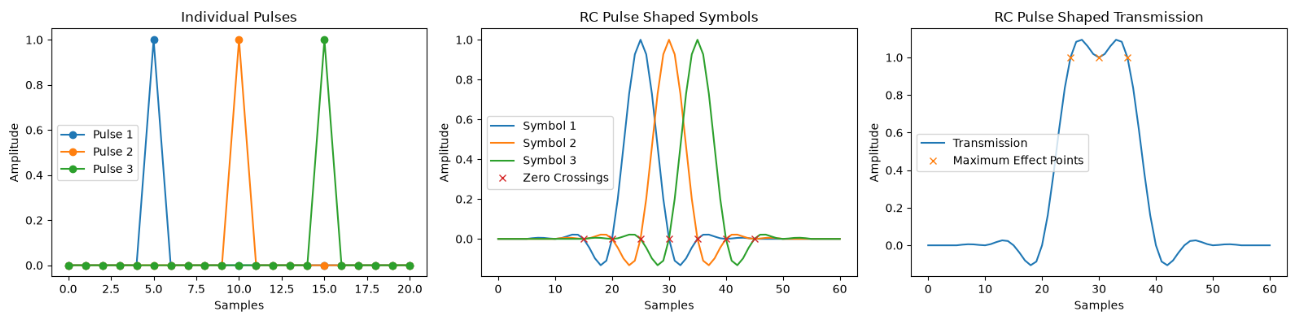 Individual Pulses
Amplitude
1.0
0.8
0.6
0.4
0.2
0.0
Pulse 1
Pulse 2
Pulse 3
0.0 2.5 5.0 7.5 10.0 12.5 15.0 17.5 20.0
Samples
RC Pulse Shaped Symbols
Amplitude
1.0
0.8
0.6
0.4
0.2
0.0
Symbol 1
Symbol 2
Symbol 3
Zero Crossings
0 10 20 30 40 50 60
Samples
RC Pulse Shaped Transmission
Amplitude
1.0
0.8
0.6
0.4
0.2
0.0
Transmission
Maximum Effect Points
0 10 20 30 40 50 60
Samples